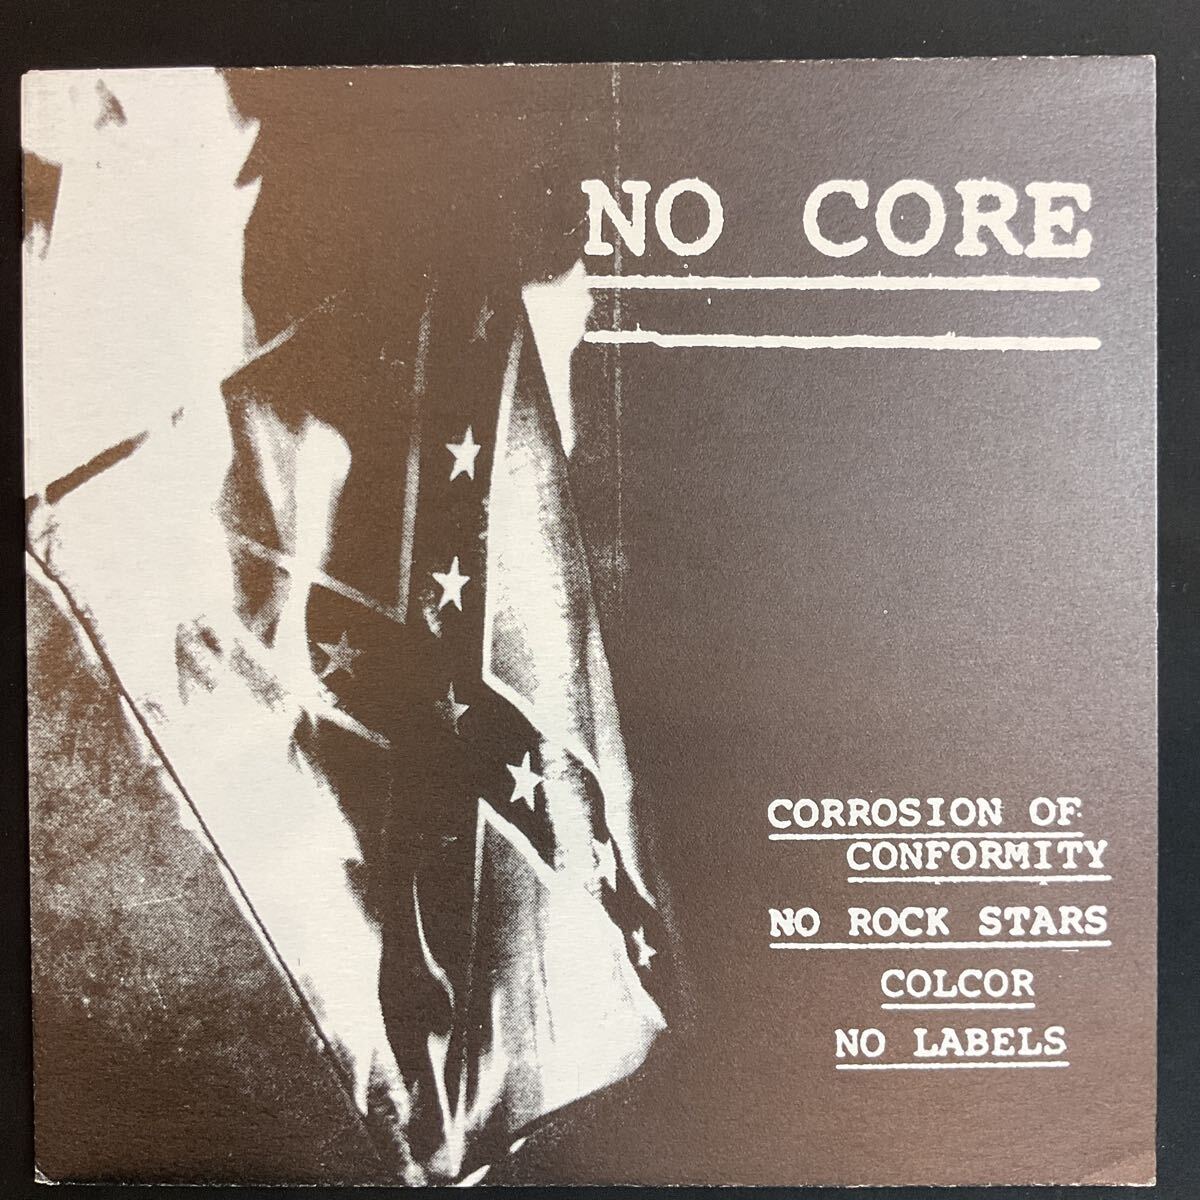 NO CORE
CORROSION OF
CONFORMITY
NO ROCK STARS
COLCOR
NO LABELS